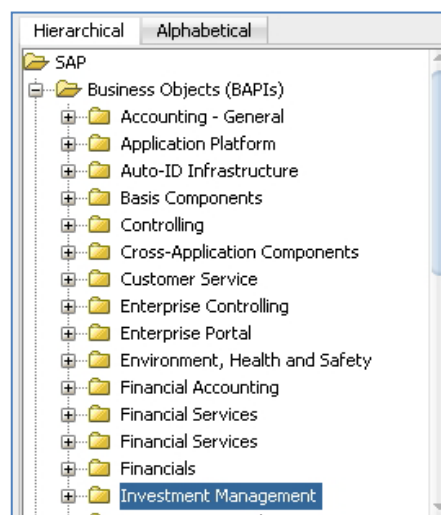 Hierarchical Alphabetical
SAP
Business Objects (BAPIs)
Accounting - General
Application Platform
Auto-ID Infrastructure
Basis Components
Controlling
Cross-Application Components
Customer Service
Enterprise Controlling
Enterprise Portal
Environment, Health and Safety
Financial Accounting
Financial Services
Financial Services
Financials
Investment Management